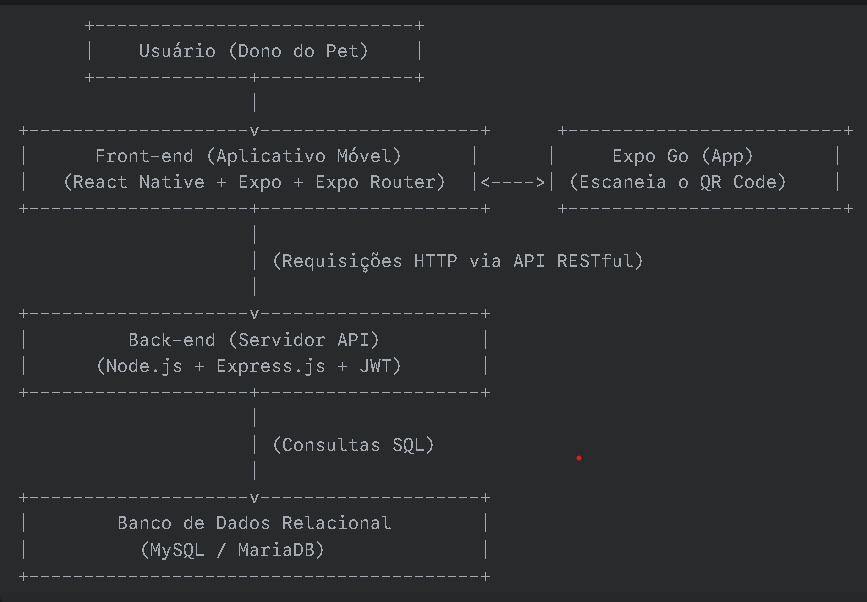 Usuário (Dono do Pet)
Front-end (Aplicativo Móvel)
(React Native + Expo + Expo Router)
<---->
Expo Go (App)
(Escaneia o QR Code)
(Requisições HTTP via API RESTful)
Back-end (Servidor API)
(Node.js + Express.js + JWT)
(Consultas SQL)
Banco de Dados Relacional
(MySQL / MariaDB)